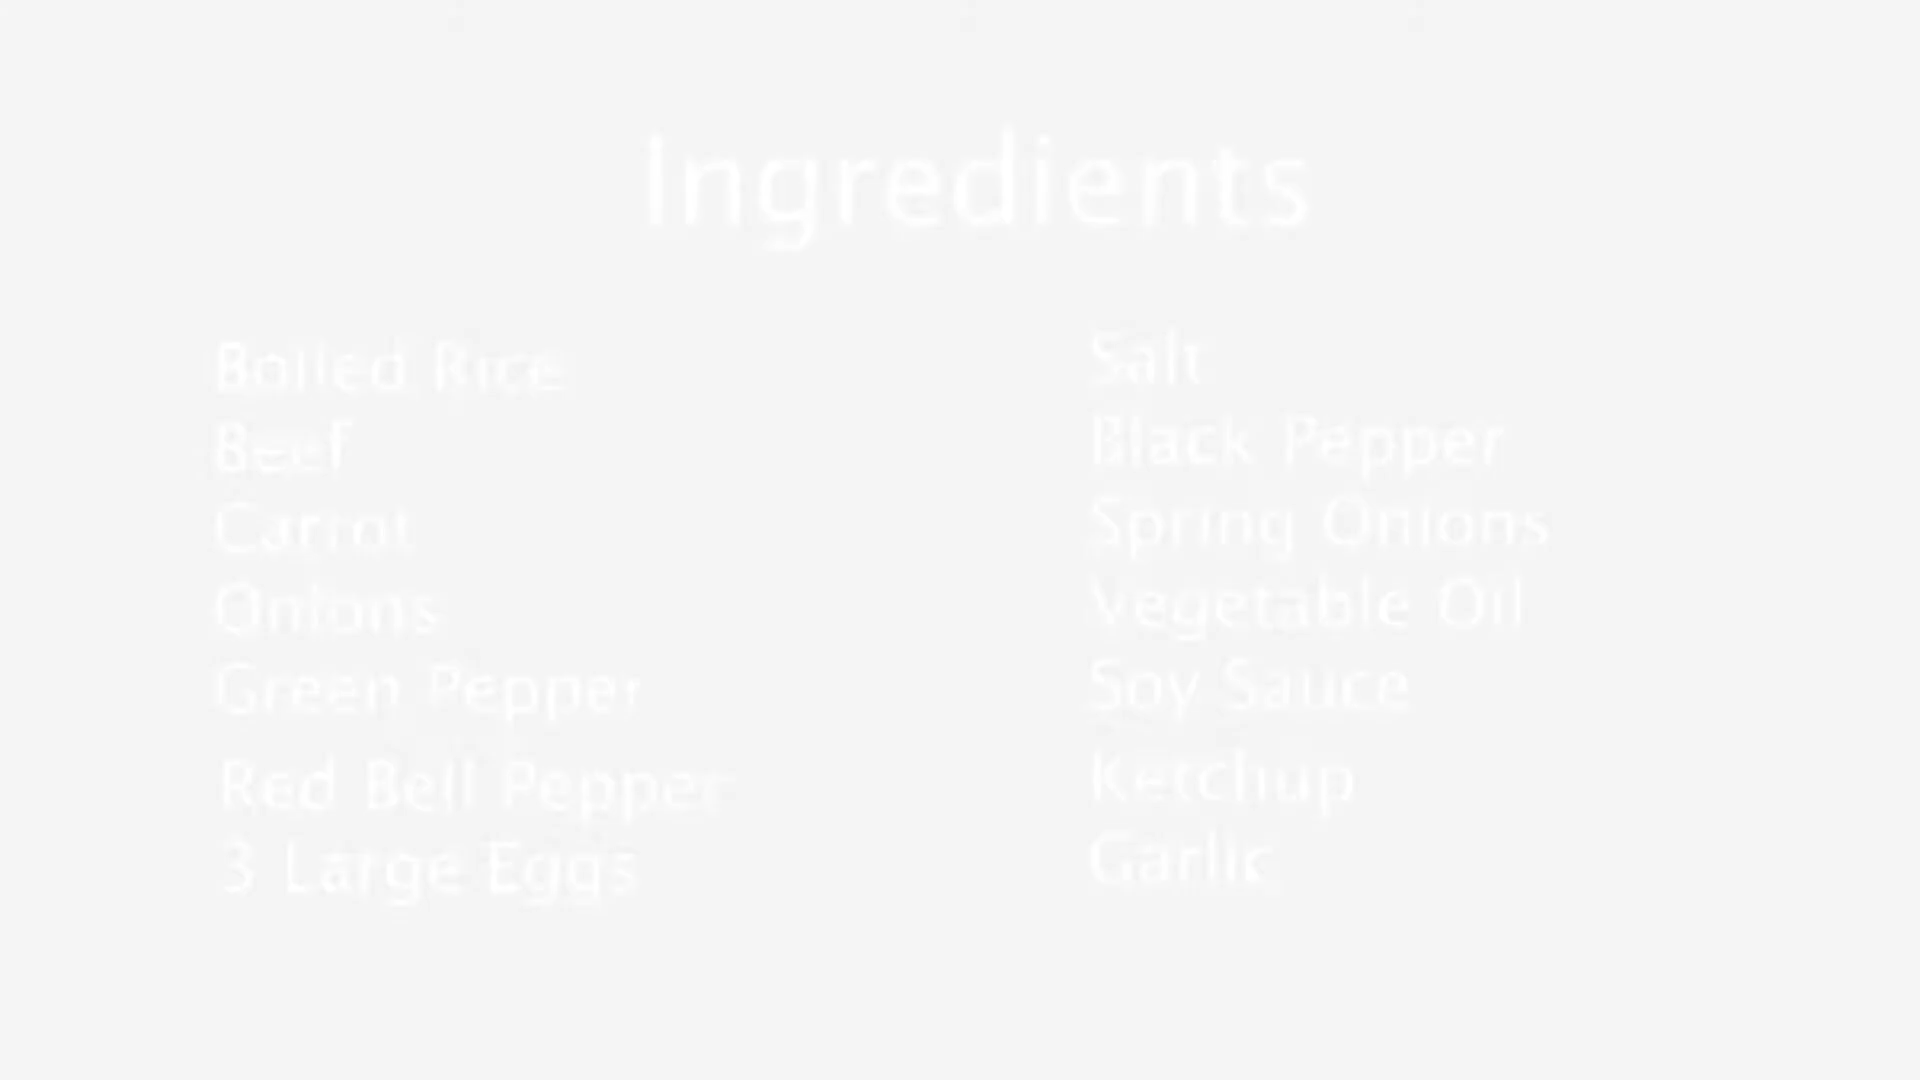 Ingredients
Boiled Rice
Beef
Carrot
Onions
Green Pepper
Red Bell Pepper
3 Large Eggs
Salt
Black Pepper
Spring Onions
Vegetable Oil
Soy Sauce
Ketchup
Garlic